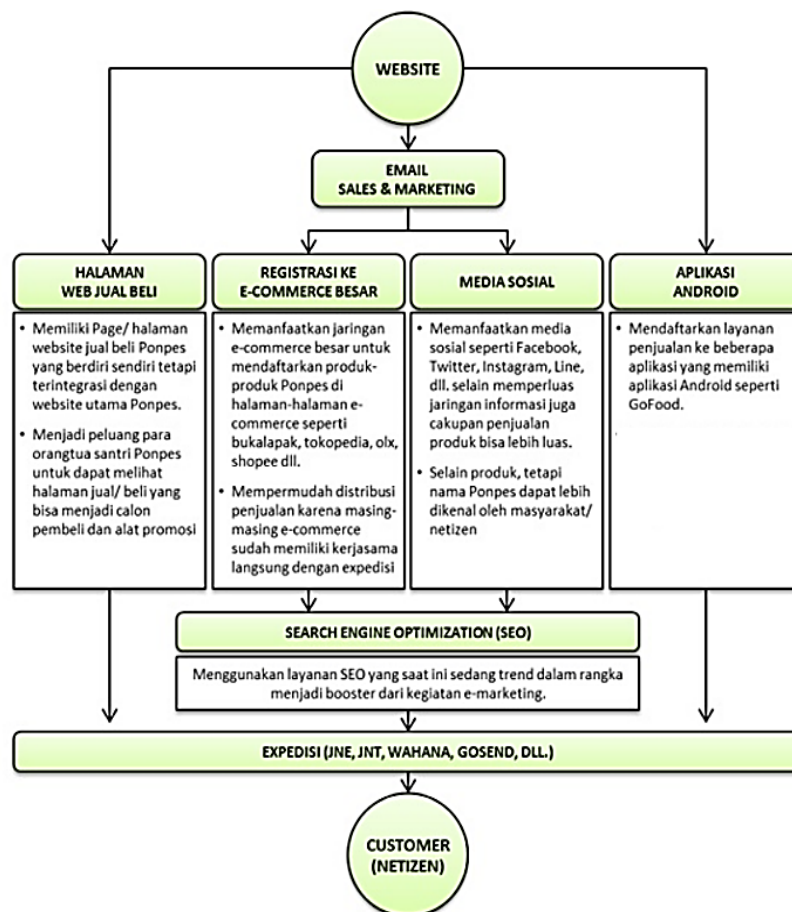 WEBSITE
EMAIL
SALES & MARKETING
HALAMAN
WEB JUAL BELI
• Memiliki Page/ halaman
website jual beli Ponpes
yang berdiri sendiri tetapi
terintegrasi dengan
website utama Ponpes.
• Menjadi peluang para
orangtua santri Ponpes
untuk dapat melihat
halaman jual/ beli yang
bisa menjadi calon
pembeli dan alat promosi
REGISTRASI KE
E-COMMERCE BESAR
• Memanfaatkan jaringan
e-commerce besar untuk
mendaftarkan produk-
produk Ponpes di
halaman-halaman e-
commerce seperti
bukalapak, tokopedia, olx,
shopee dll.
• Mempermudah distribusi
penjualan karena masing-
masing e-commerce
sudah memiliki kerjasama
langsung dengan expedisi
MEDIA SOSIAL
• Memanfaatkan media
sosial seperti Facebook,
Twitter, Instagram, Line,
dll. selain memperluas
jaringan informasi juga
cakupan penjualan
produk bisa lebih luas.
• Selain produk, tetapi
nama Ponpes dapat lebih
dikenal oleh masyarakat/
netizen
APLIKASI
ANDROID
• Mendaftarkan layanan
penjualan ke beberapa
aplikasi yang memiliki
aplikasi Android seperti
GoFood.
SEARCH ENGINE OPTIMIZATION (SEO)
Menggunakan layanan SEO yang saat ini sedang trend dalam rangka
menjadi booster dari kegiatan e-marketing.
EXPEDISI (JNE, JNT, WAHANA, GOSEND, DLL.)
CUSTOMER
(NETIZEN)